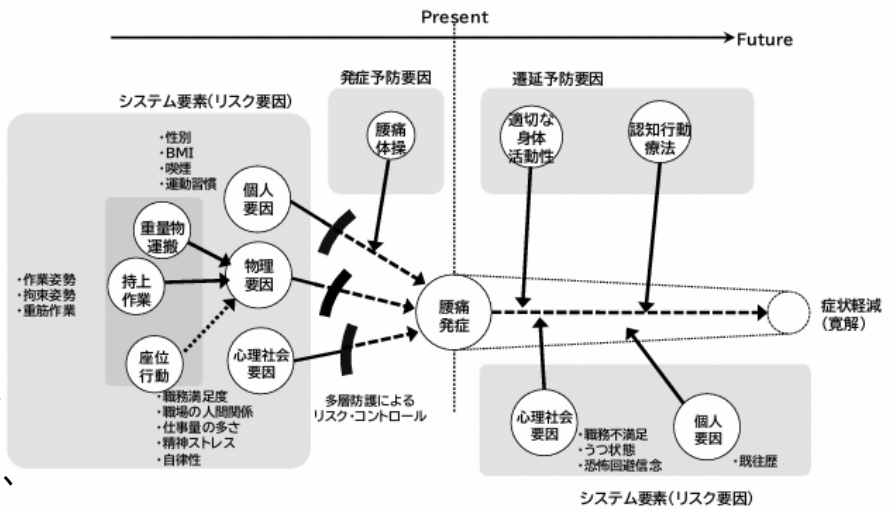 Present
Future
発症予防要因
遷延予防要因
システム要素(リスク要因)
・性別
・BMI
・喫煙
・運動習慣
個人
要因
腰痛
体操
適切な
身体
活動性
認知行動
療法
重量物
運搬
持上
作業
物理
要因
・作業姿勢
・拘束姿勢
・重筋作業
座位
行動
心理社会
要因
・職務満足度
・職場の人間関係
・仕事量の多さ
・精神ストレス
・自律性
多層防護による
リスク・コントロール
腰痛
発症
症状軽減
(寛解)
心理社会
要因
・職務不満足
・うつ状態
・恐怖回避信念
個人
要因
・既往歴
システム要素(リスク要因)
、